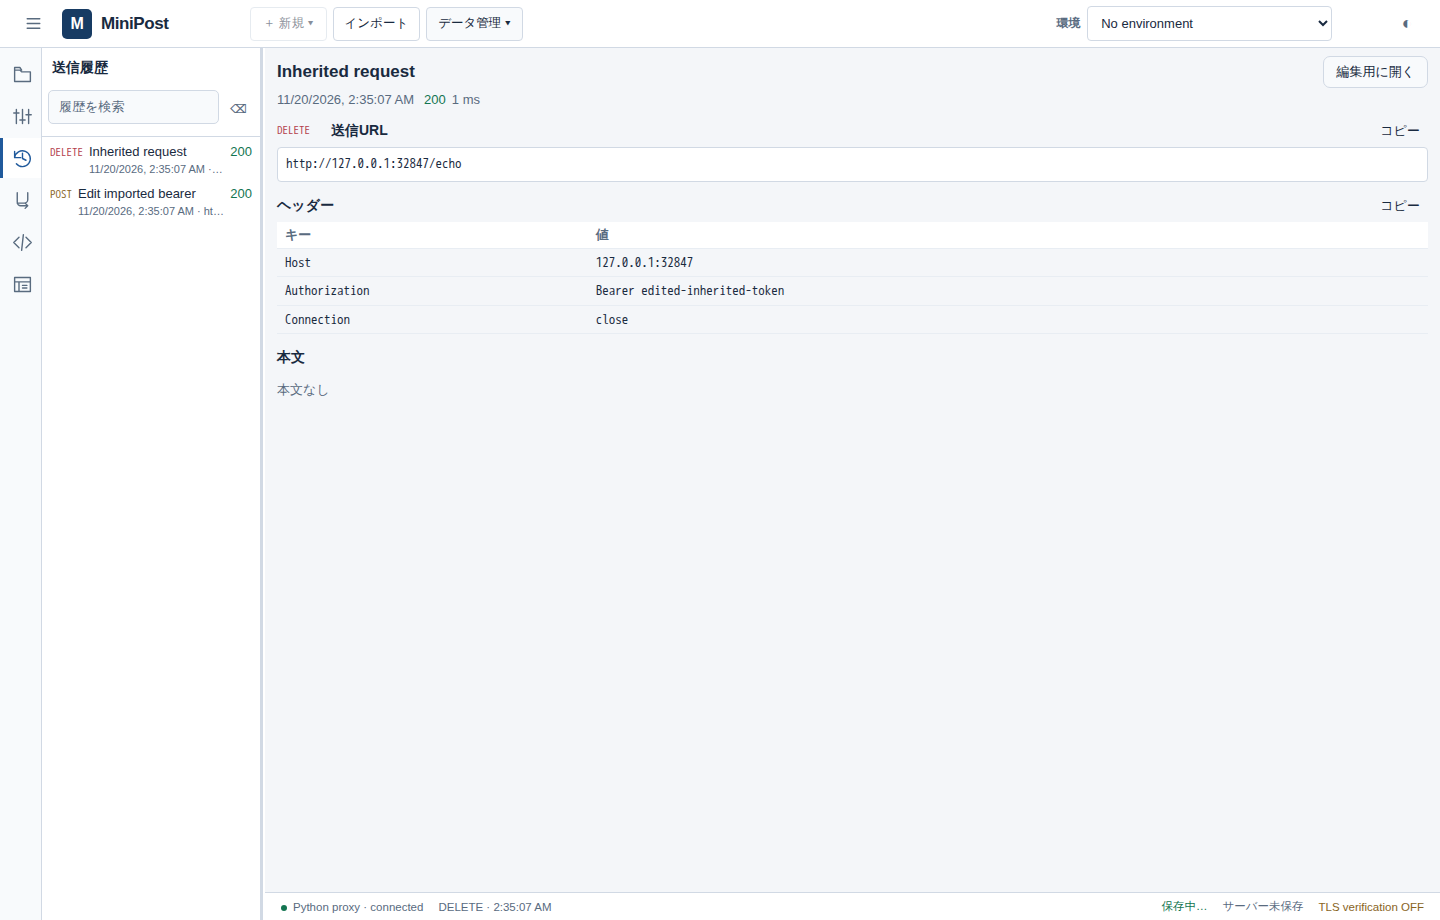 M MiniPost
＋ 新規 ▾
インポート
データ管理 ▾
環境
No environment
送信履歴
履歴を検索
DELETE Inherited request 200
11/20/2026, 2:35:07 AM ·…
POST Edit imported bearer 200
11/20/2026, 2:35:07 AM · ht…
Inherited request
編集用に開く
11/20/2026, 2:35:07 AM 200 1 ms
DELETE 送信URL コピー
http://127.0.0.1:32847/echo
ヘッダー コピー
キー 値
Host 127.0.0.1:32847
Authorization Bearer edited-inherited-token
Connection close
本文
本文なし
Python proxy · connected DELETE · 2:35:07 AM 保存中… サーバー未保存 TLS verification OFF